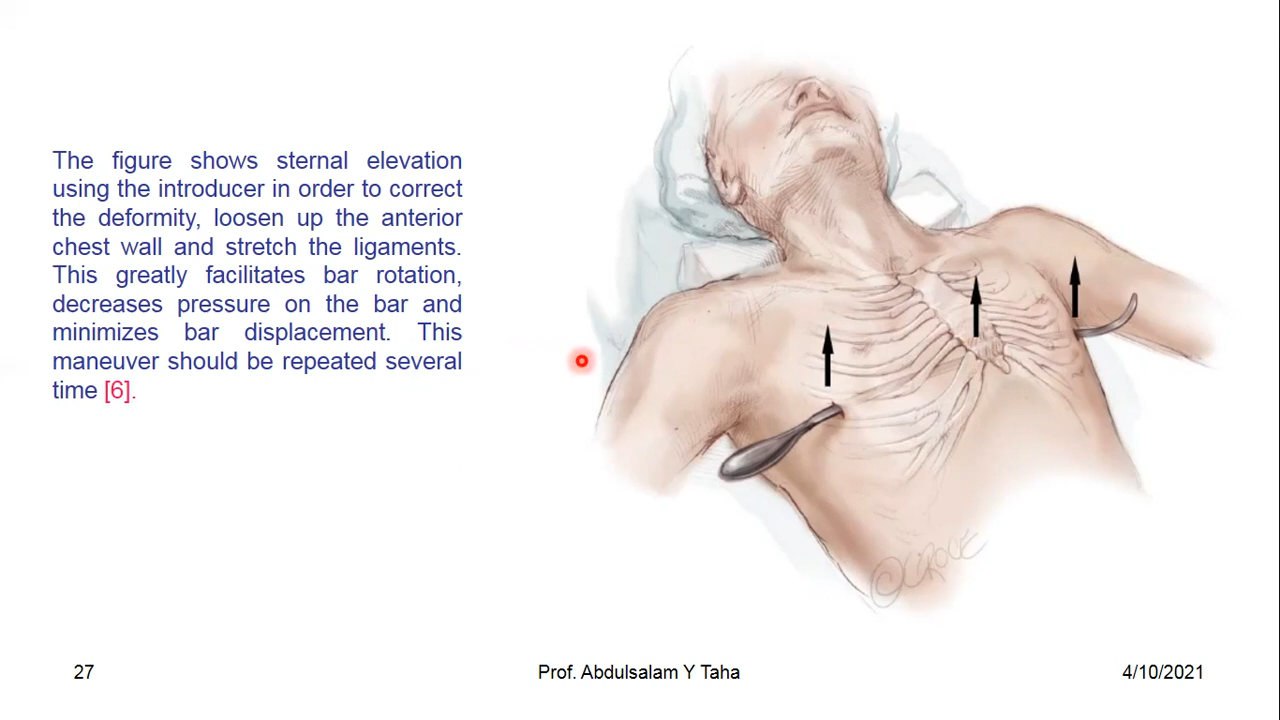 The figure shows sternal elevation
using the introducer in order to correct
the deformity, loosen up the anterior
chest wall and stretch the ligaments.
This greatly facilitates bar rotation,
decreases pressure on the bar and
minimizes bar displacement. This
maneuver should be repeated several
time [6].
27
Prof. Abdulsalam Y Taha
4/10/2021